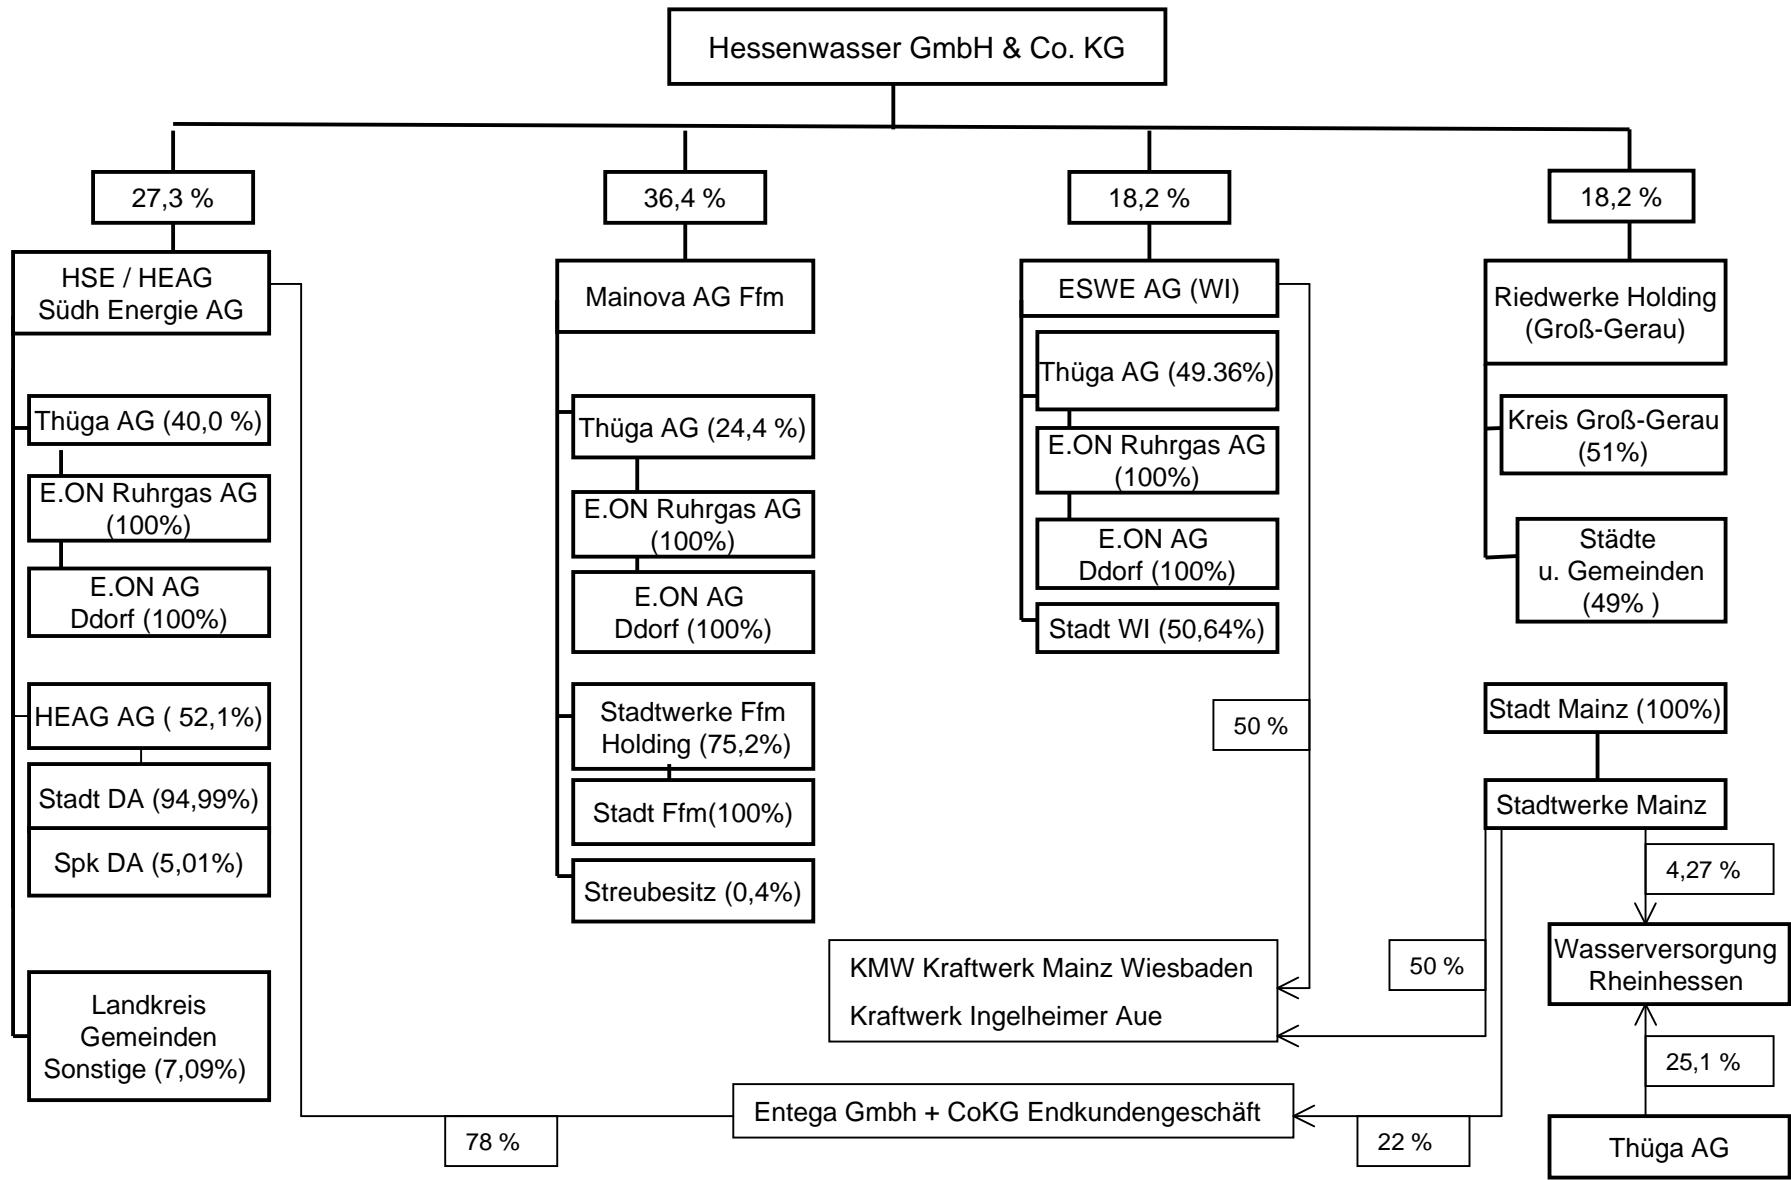 Hessenwasser GmbH & Co. KG
27,3 %
36,4 %
18,2 %
18,2 %
HSE / HEAG
Südh Energie AG
Thüga AG (40,0 %)
E.ON Ruhrgas AG
(100%)
E.ON AG
Ddorf (100%)
HEAG AG ( 52,1%)
Stadt DA (94,99%)
Spk DA (5,01%)
Landkreis
Gemeinden
Sonstige (7,09%)
Mainova AG Ffm
Thüga AG (24,4 %)
E.ON Ruhrgas AG
(100%)
E.ON AG
Ddorf (100%)
Stadtwerke Ffm
Holding (75,2%)
Stadt Ffm(100%)
Streubesitz (0,4%)
ESWE AG (WI)
Thüga AG (49.36%)
E.ON Ruhrgas AG
(100%)
E.ON AG
Ddorf (100%)
Stadt WI (50,64%)
50 %
Riedwerke Holding
(Groß-Gerau)
Kreis Groß-Gerau
(51%)
Städte
u. Gemeinden
(49% )
Stadt Mainz (100%)
Stadtwerke Mainz
4,27 %
50 %
Wasserversorgung
Rheinhessen
25,1 %
Thüga AG
KMW Kraftwerk Mainz Wiesbaden
Kraftwerk Ingelheimer Aue
Entega Gmbh + CoKG Endkundengeschäft
78 %
22 %